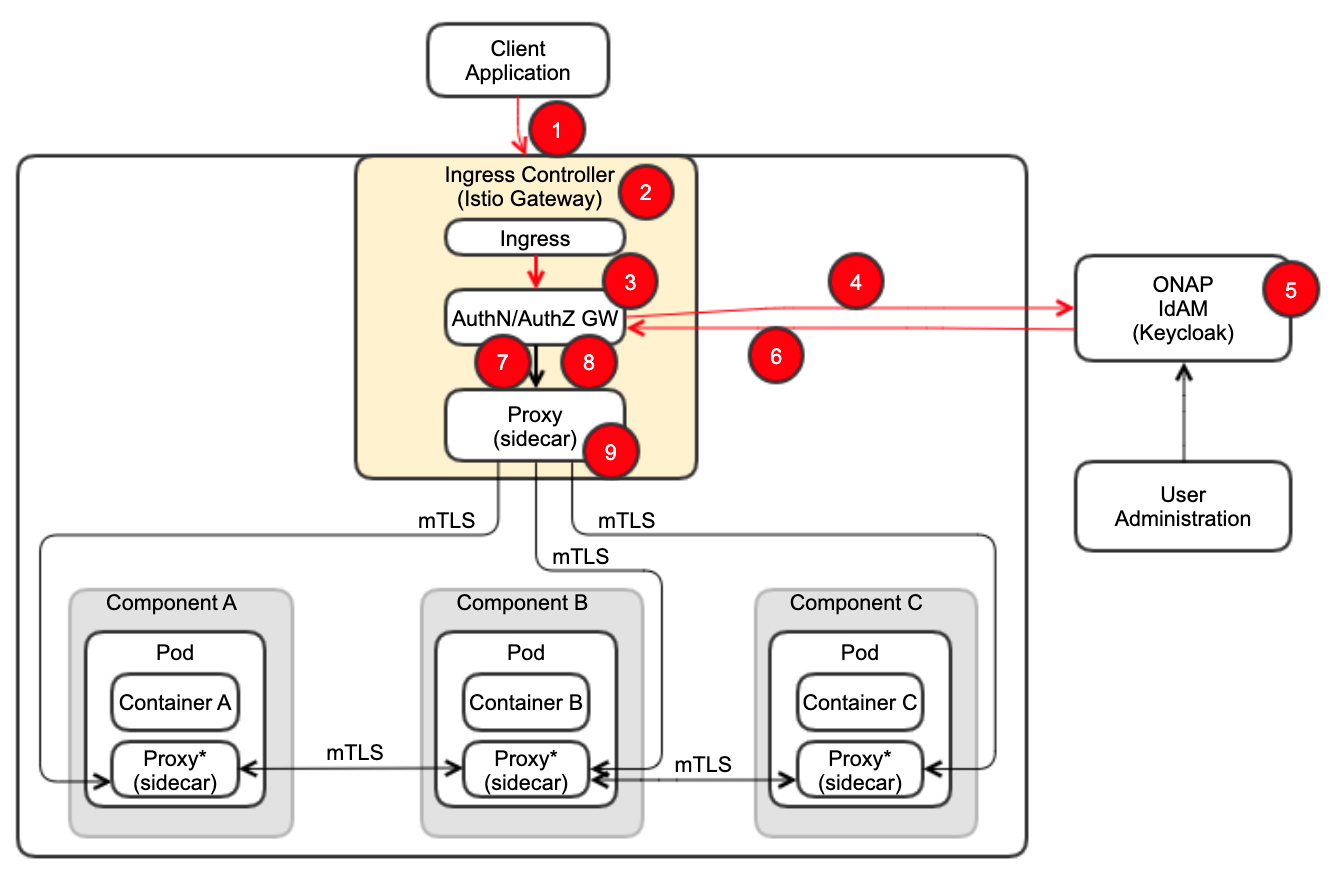 Client
Application
1
Ingress Controller
(Istio Gateway)
2
Ingress
3
AuthN/AuthZ GW
4
ONAP
IdAM
(Keycloak)
5
6
7
8
Proxy
(sidecar)
9
User
Administration
mTLS
mTLS
mTLS
Component A
Pod
Container A
Proxy*
(sidecar)
mTLS
Component B
Pod
Container B
Proxy*
(sidecar)
mTLS
Component C
Pod
Container C
Proxy*
(sidecar)